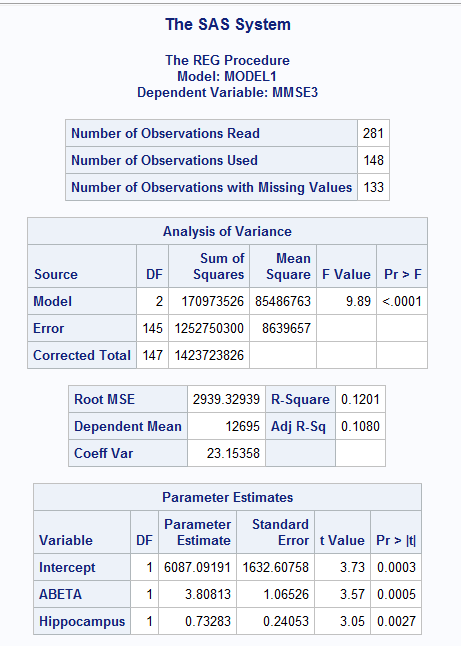 The SAS System
The REG Procedure
Model: MODEL1
Dependent Variable: MMSE3
Number of Observations Read 281
Number of Observations Used 148
Number of Observations with Missing Values 133
Analysis of Variance
Source DF Sum of Squares Mean Square F Value Pr > F
Model 2 170973526 85486763 9.89 <.0001
Error 145 1252750300 8639657
Corrected Total 147 1423723826
Root MSE 2939.32939 R-Square 0.1201
Dependent Mean 12695 Adj R-Sq 0.1080
Coeff Var 23.15358
Parameter Estimates
Variable DF Parameter Estimate Standard Error t Value Pr > |t|
Intercept 1 6087.09191 1632.60758 3.73 0.0003
ABETA 1 3.80813 1.06526 3.57 0.0005
Hippocampus 1 0.73283 0.24053 3.05 0.0027